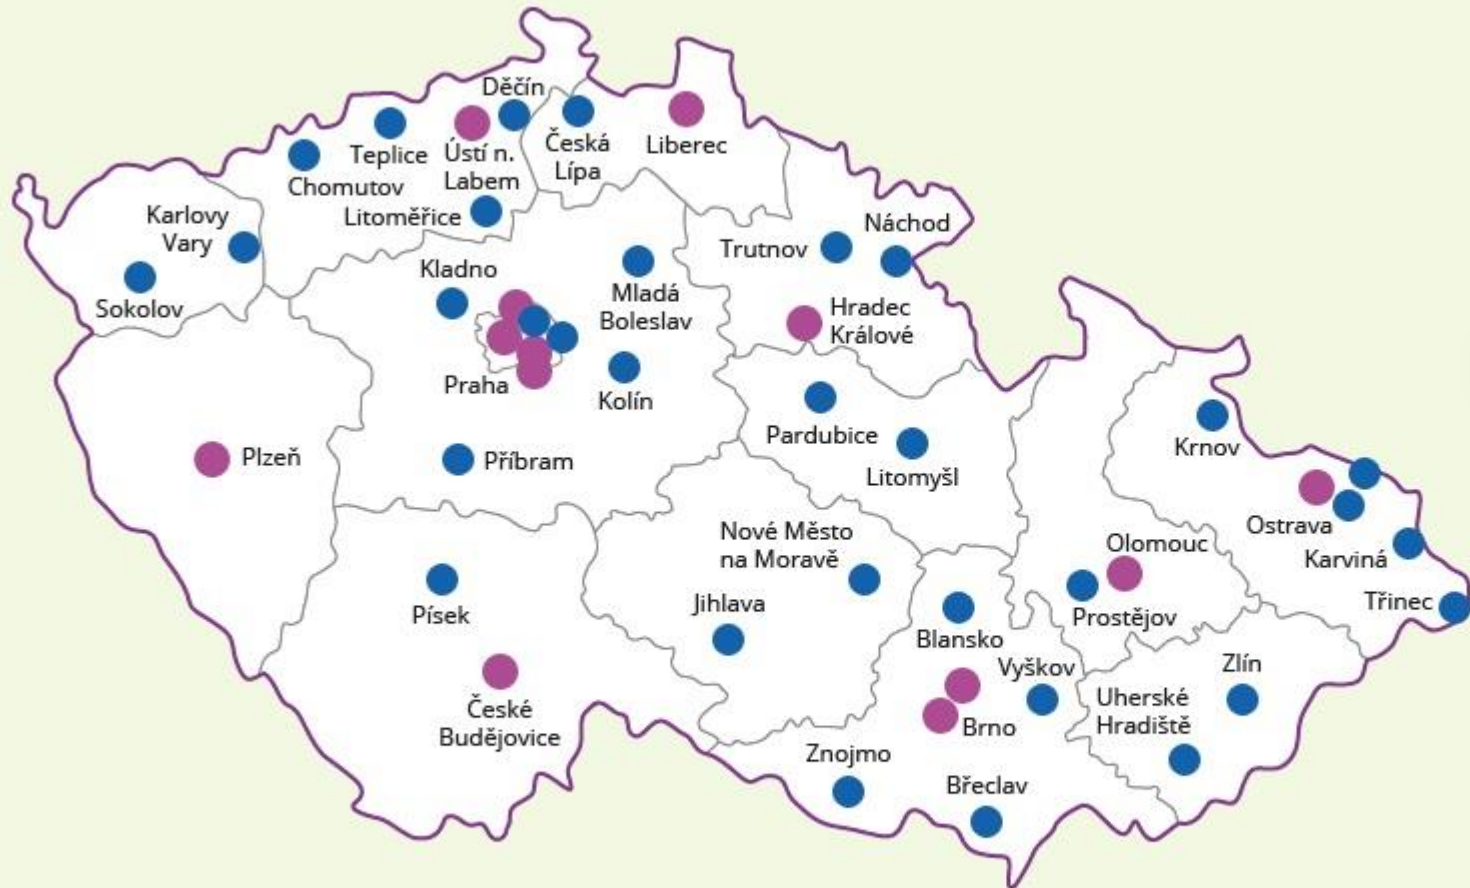 Děčín
Teplice
Ústí n.
Labem
Česká
Lípa
Liberec
Chomutov
Litoměřice
Karlovy
Vary
Sokolov
Kladno
Mladá
Boleslav
Trutnov
Náchod
Hradec
Králové
Praha
Kolín
Plzeň
Příbram
Pardubice
Litomyšl
Krnov
Ostrava
Karviná
Třinec
Nové Město
na Moravě
Olomouc
Prostějov
Písek
Jihlava
Blansko
Vyškov
Zlín
Uherské
Hradiště
České
Budějovice
Brno
Znojmo
Břeclav